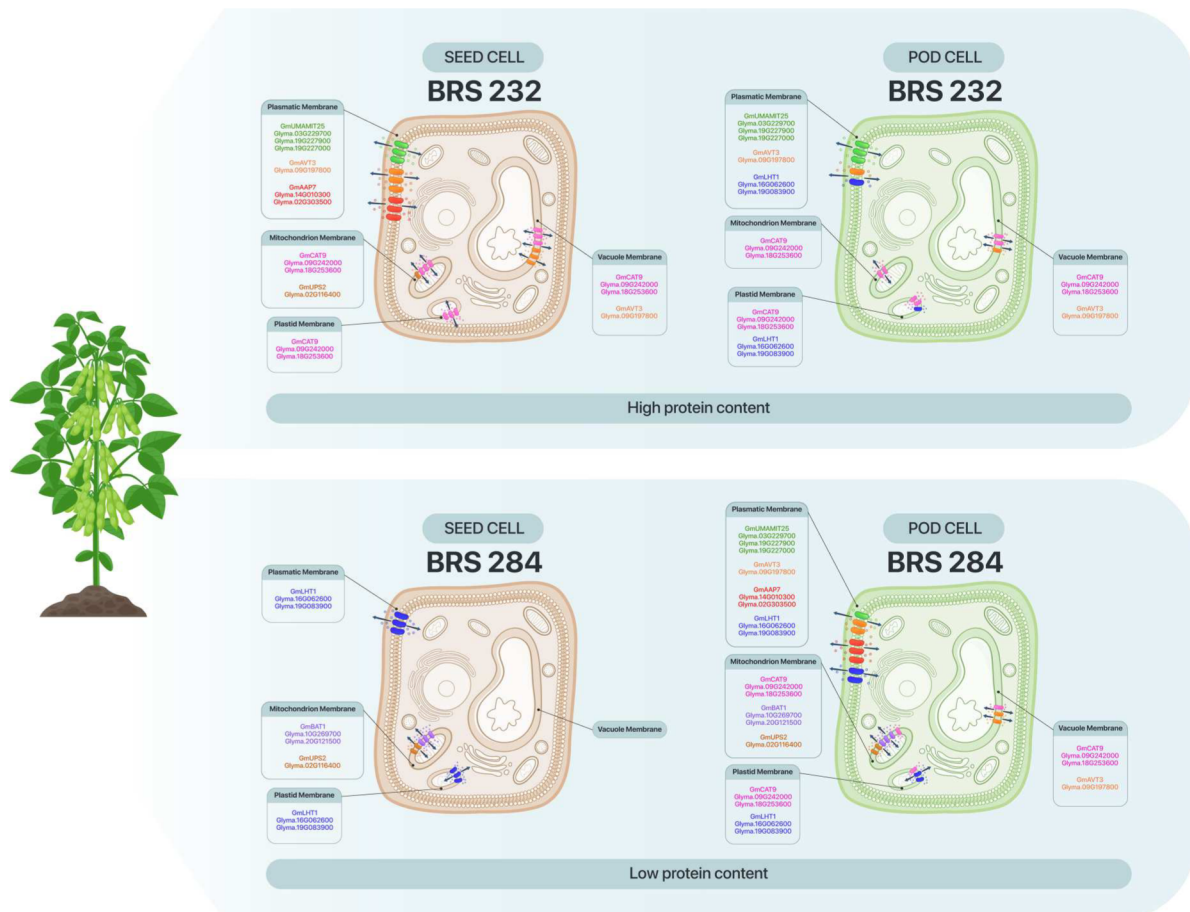 SEED CELL
BRS 232
Plasmatic Membrane
GmUMAMIT25
Glyma.03G229700
Glyma.19G227900
Glyma.19G227000
GmAVT3
Glyma.09G197800
GmAAP7
Glyma.14G010300
Glyma.02G303500
Mitochondrion Membrane
GmCAT9
Glyma.09G242000
Glyma.18G253600
GmUPS2
Glyma.02G116400
Plastid Membrane
GmCAT9
Glyma.09G242000
Glyma.18G253600
Vacuole Membrane
GmCAT9
Glyma.09G242000
Glyma.18G253600
GmAVT3
Glyma.09G197800
POD CELL
BRS 232
Plasmatic Membrane
GmUMAMIT25
Glyma.03G229700
Glyma.19G227900
Glyma.19G227000
GmAVT3
Glyma.09G197800
GmLHT1
Glyma.16G062600
Glyma.19G083900
Mitochondrion Membrane
GmCAT9
Glyma.09G242000
Glyma.18G253600
Plastid Membrane
GmCAT9
Glyma.09G242000
Glyma.18G253600
GmLHT1
Glyma.16G062600
Glyma.19G083900
Vacuole Membrane
GmCAT9
Glyma.09G242000
Glyma.18G253600
GmAVT3
Glyma.09G197800
High protein content
SEED CELL
BRS 284
Plasmatic Membrane
GmLHT1
Glyma.16G062600
Glyma.19G083900
Mitochondrion Membrane
GmBAT1
Glyma.10G269700
Glyma.20G121500
GmUPS2
Glyma.02G116400
Plastid Membrane
GmLHT1
Glyma.16G062600
Glyma.19G083900
Vacuole Membrane
POD CELL
BRS 284
Plasmatic Membrane
GmUMAMIT25
Glyma.03G229700
Glyma.19G227900
Glyma.19G227000
GmAVT3
Glyma.09G197800
GmAAP7
Glyma.14G010300
Glyma.02G303500
GmLHT1
Glyma.16G062600
Glyma.19G083900
Mitochondrion Membrane
GmCAT9
Glyma.09G242000
Glyma.18G253600
GmBAT1
Glyma.10G269700
Glyma.20G121500
GmUPS2
Glyma.02G116400
Plastid Membrane
GmCAT9
Glyma.09G242000
Glyma.18G253600
GmLHT1
Glyma.16G062600
Glyma.19G083900
Vacuole Membrane
GmCAT9
Glyma.09G242000
Glyma.18G253600
GmAVT3
Glyma.09G197800
Low protein content